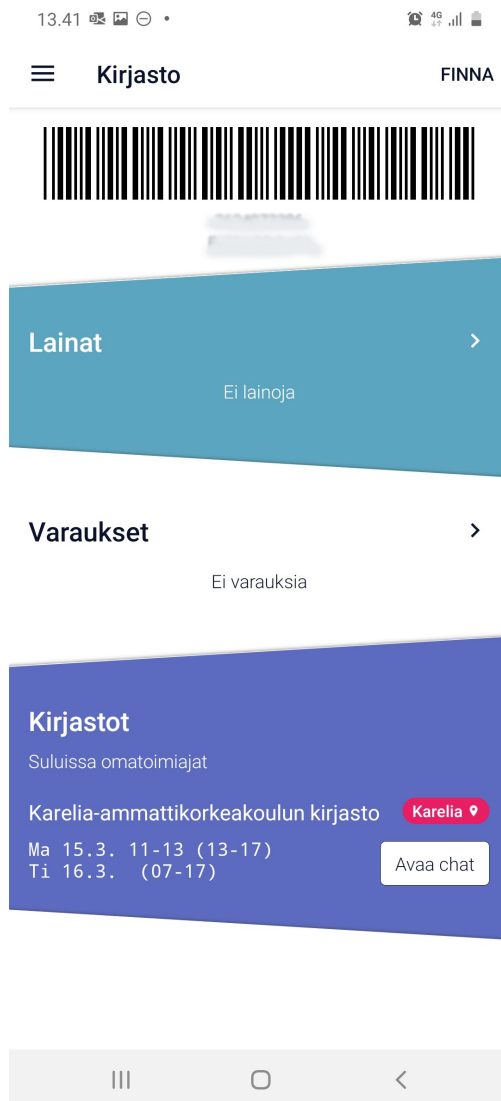 13.41
4G
Kirjasto
FINNA
Lainat
Ei lainoja
Varaukset
Ei varauksia
Kirjastot
Suluissa omatoimiajat
Karelia-ammattikorkeakoulun kirjasto
Karelia
Ma 15.3. 11-13 (13-17)
Ti 16.3. (07-17)
Avaa chat